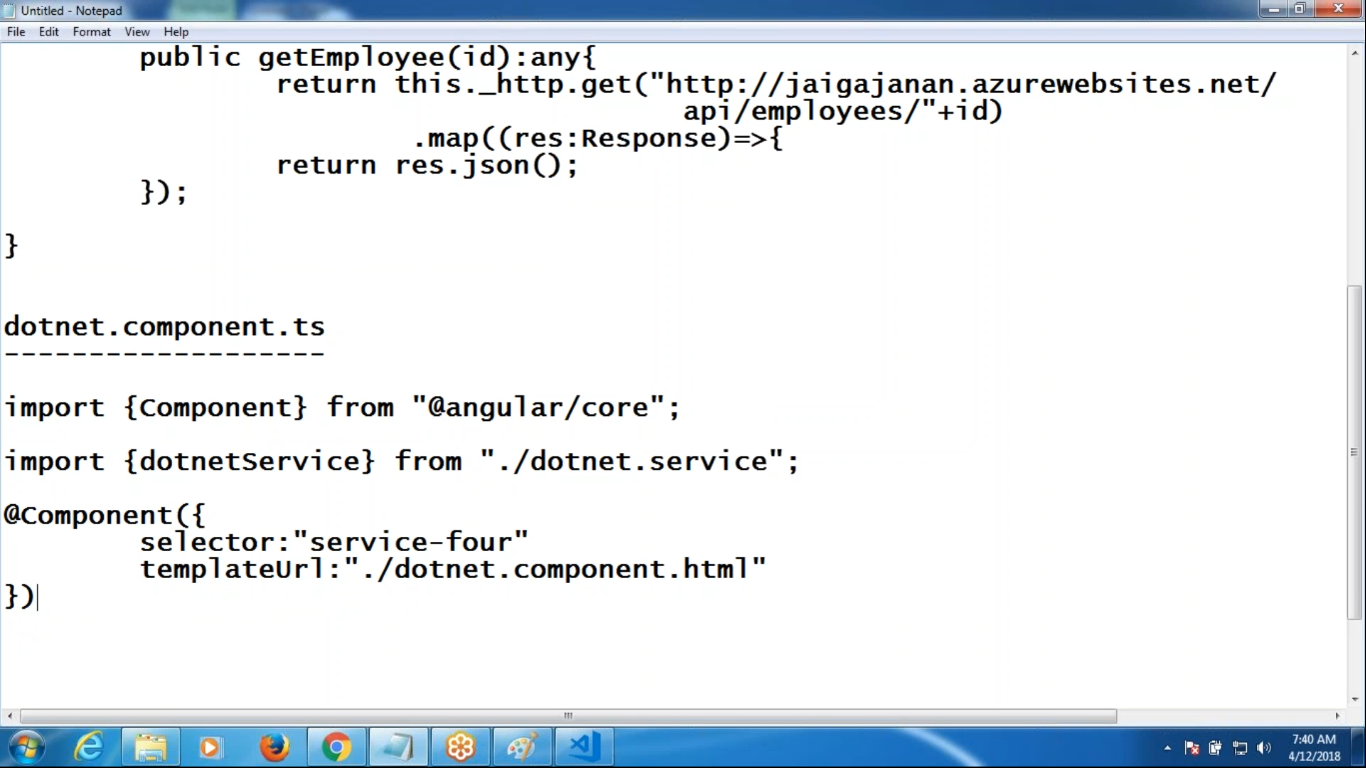 Untitled - Notepad
File Edit Format View Help
public getEmployee(id):any{
return this._http.get("http://jaigajanan.azurewebsites.net/
api/employees/"+id)
.map((res:Response)=>{
return res.json();
});
}
dotnet.component.ts
-------------------
import {Component} from "@angular/core";
import {dotnetService} from "./dotnet.service";
@Component({
selector:"service-four"
templateUrl:"./dotnet.component.html"
})
7:40 AM
4/12/2018